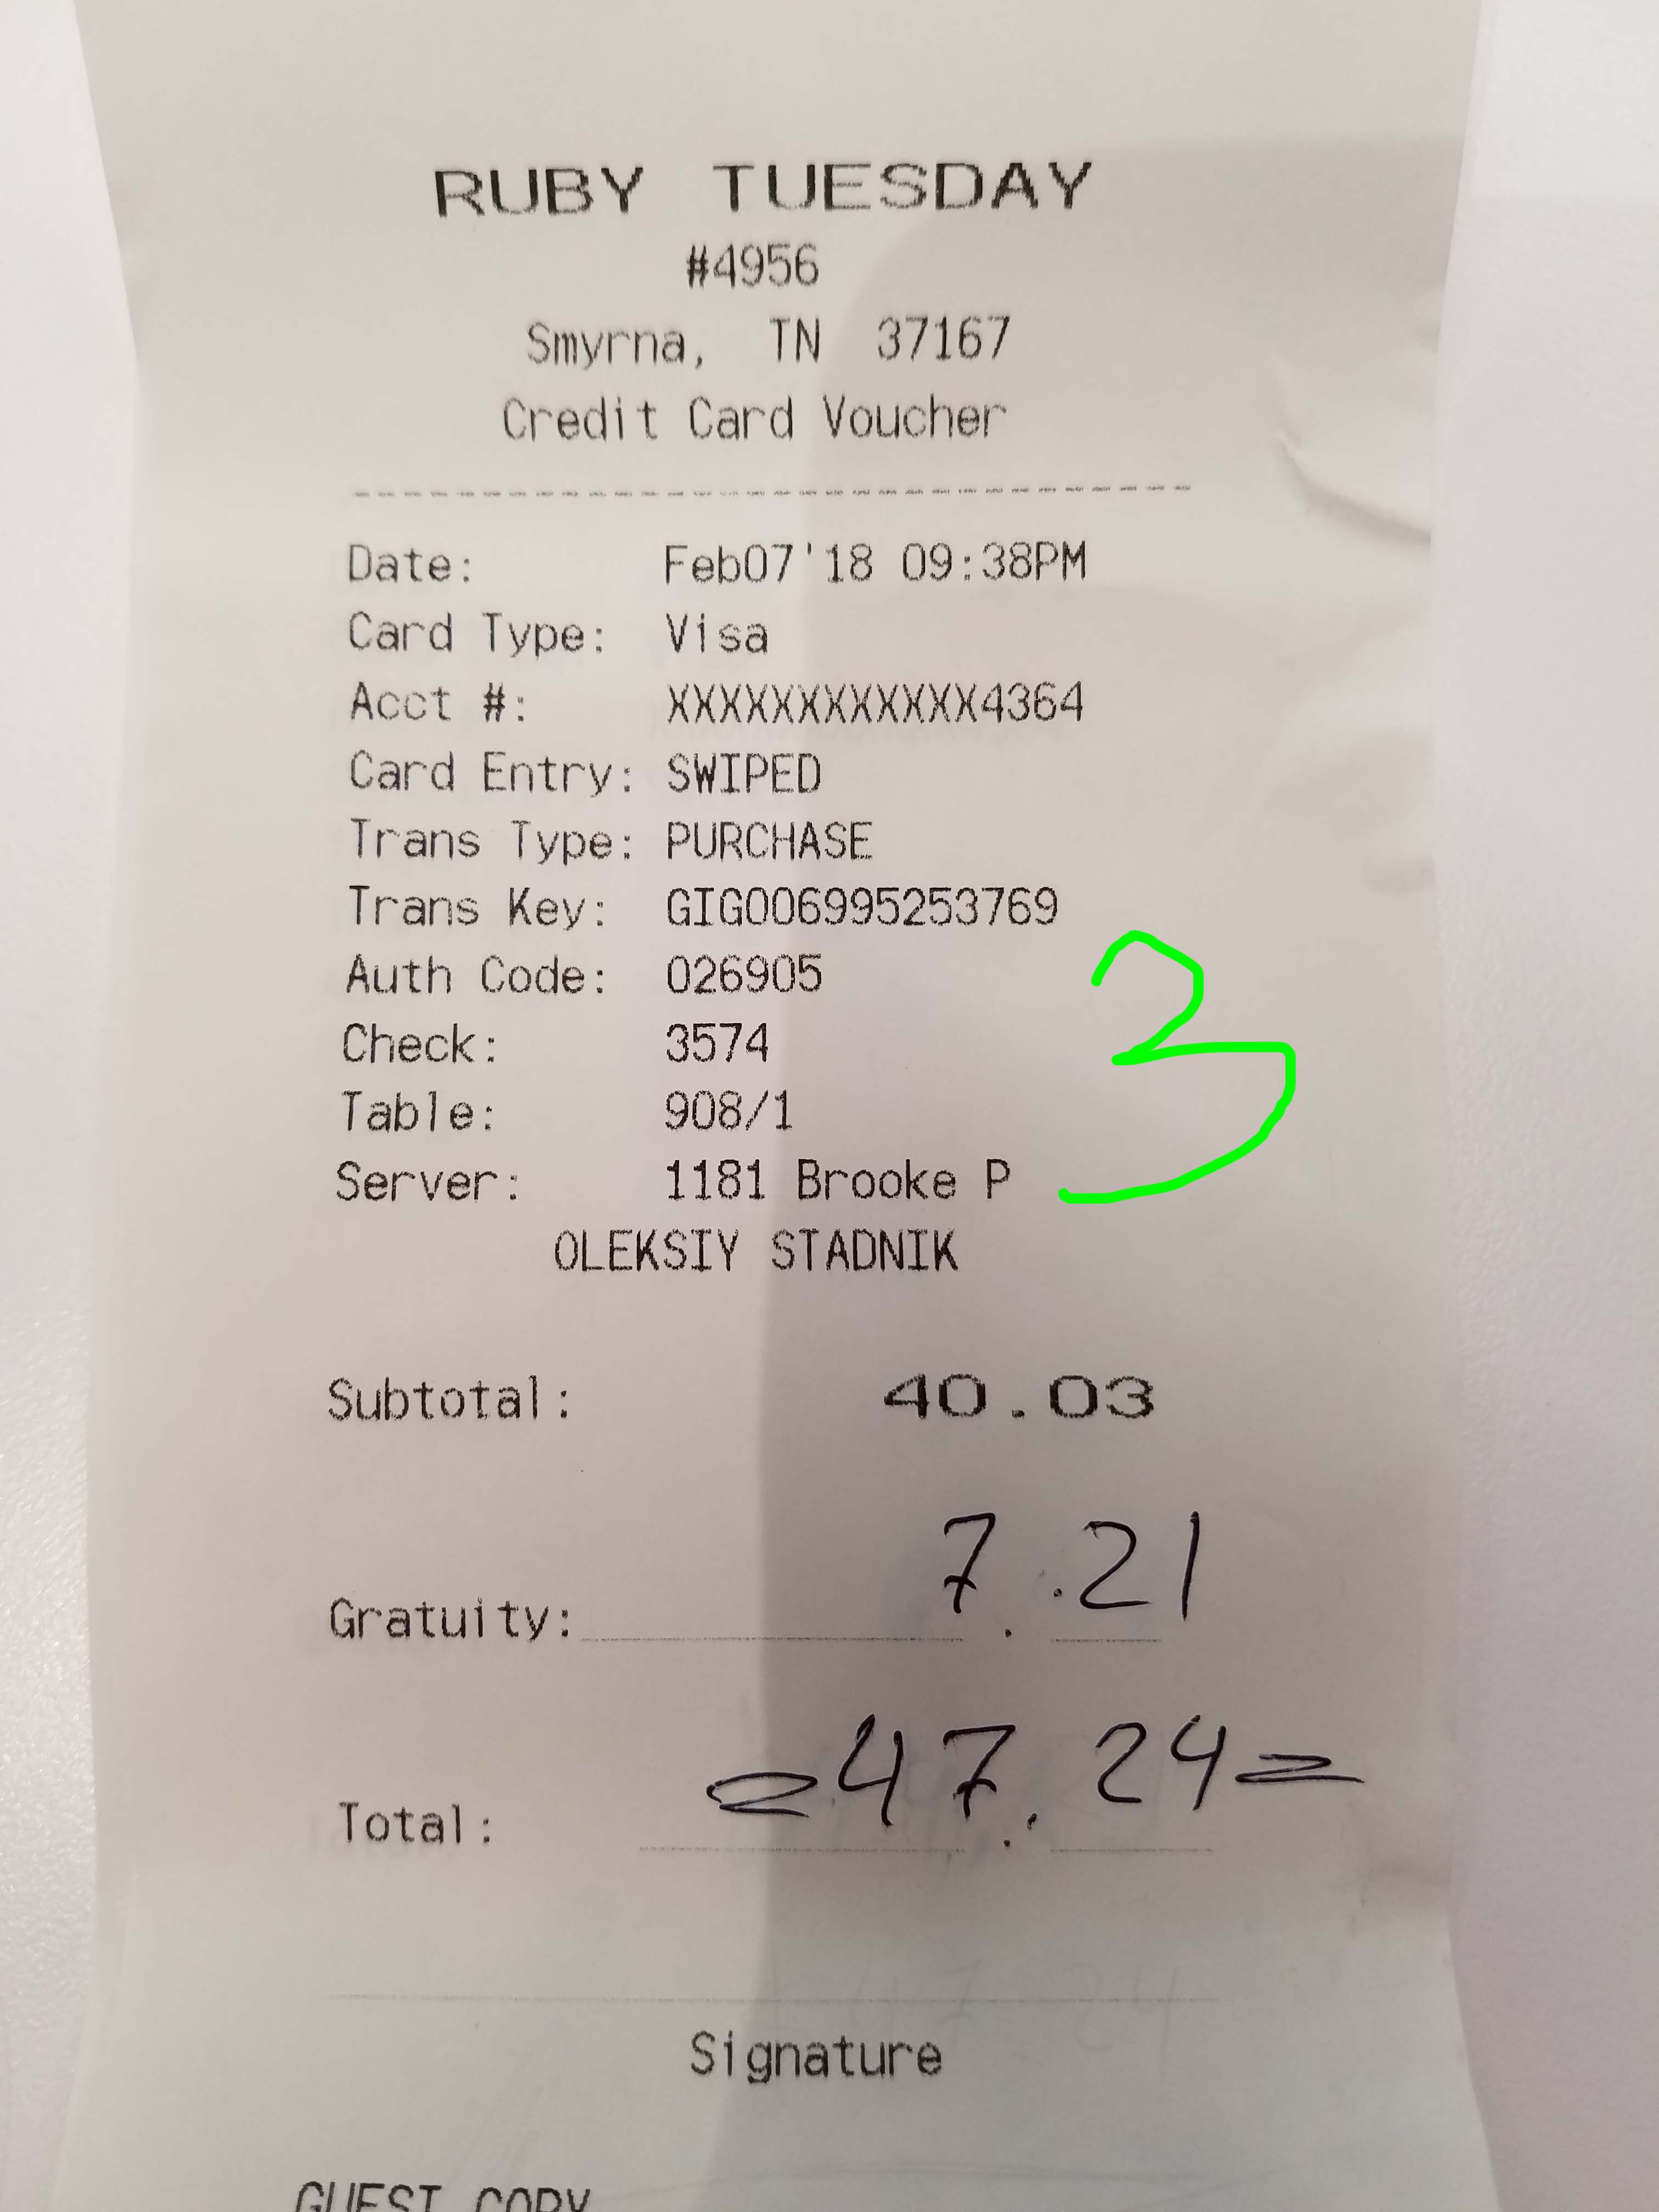 RUBY TUESDAY
#4956
Smyrna, TN 37167
Credit Card Voucher
Date: Feb07'18 09:38PM
Card Type: Visa
Acct #: XXXXXXXXXXXX4364
Card Entry: SWIPED
Trans Type: PURCHASE
Trans Key: GIG006995253769
Auth Code: 026905
3
Check: 3574
Table: 908/1
Server: 1181 Brooke P
OLEKSIY STADNIK
Subtotal: 40.03
Gratuity: 7.21
Total: =47.24=
Signature
GUEST COPY